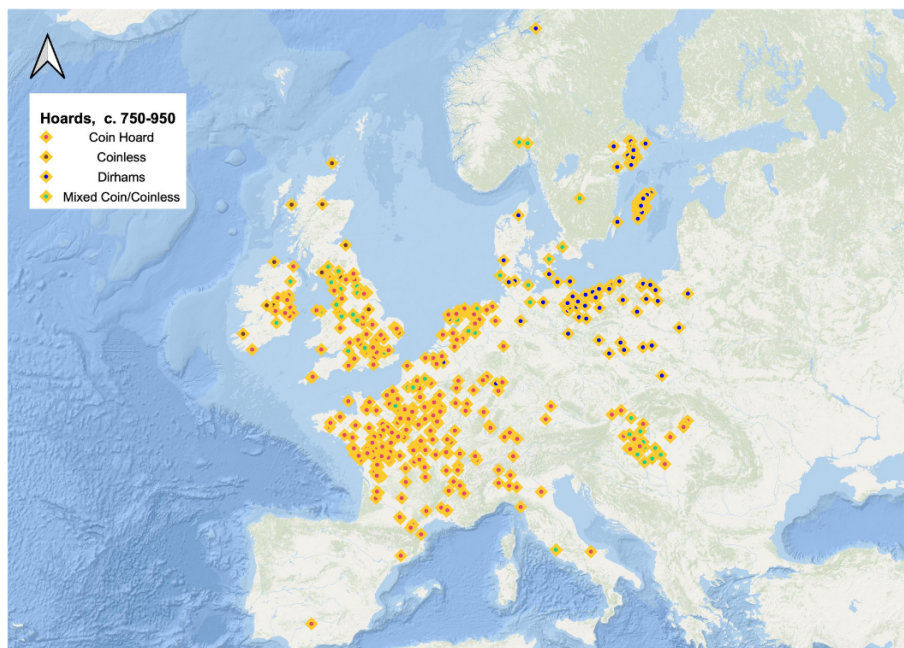 Hoards, c. 750-950
Coin Hoard
Coinless
Dirhams
Mixed Coin/Coinless